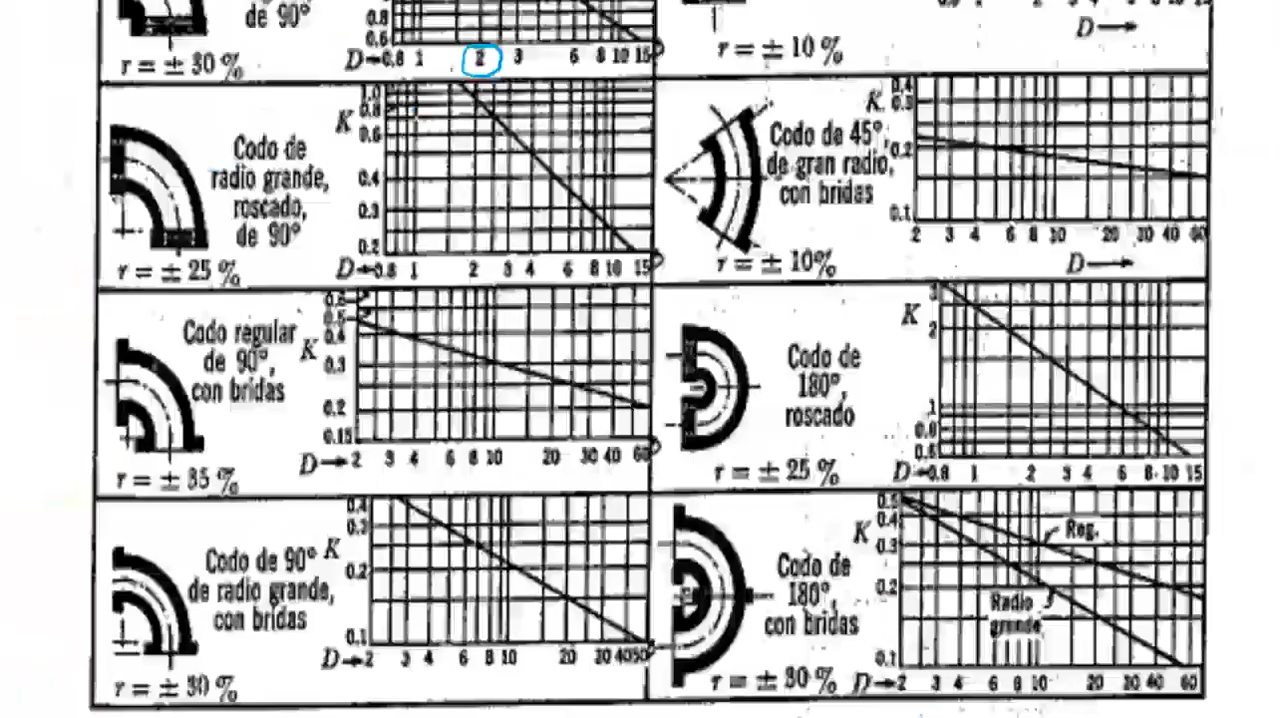 de 90°
0.8
0.6
r = ± 30 %
D→0,8 1 2 3 6 8 10 15
r = ± 10 %
D→
K
1.0
0.8
0.6
0.4
0.3
0.2
Codo de
radio grande,
roscado,
de 90°
r = ± 25 %
D→0.8 1 2 3 4 6 8 10 15
K
0.4
0.3
0.2
0.1
Codo de 45°,
de gran radio,
con bridas
r = ± 10%
2 3 4 6 8 10 20 30 40 60
D→
Codo regular
de 90°,
con bridas
K
0.6
0.5
0.4
0.3
0.2
0.15
r = ± 35 %
D→2 3 4 6 8 10 20 30 40 60
K
3
2
1
0.8
0.6
Codo de
180°,
roscado
r = ± 25 %
D→0.8 1 2 3 4 6 8 10 15
Codo de 90°
de radio grande,
con bridas
K
0.4
0.3
0.2
0.1
r = ± 30 %
D→2 3 4 6 8 10 20 30 40 50
K
0.5
0.4
0.3
0.2
0.1
Codo de
180°,
con bridas
Reg.
Radio
grande
r = ± 30 %
D→2 3 4 6 8 10 20 30 40 60